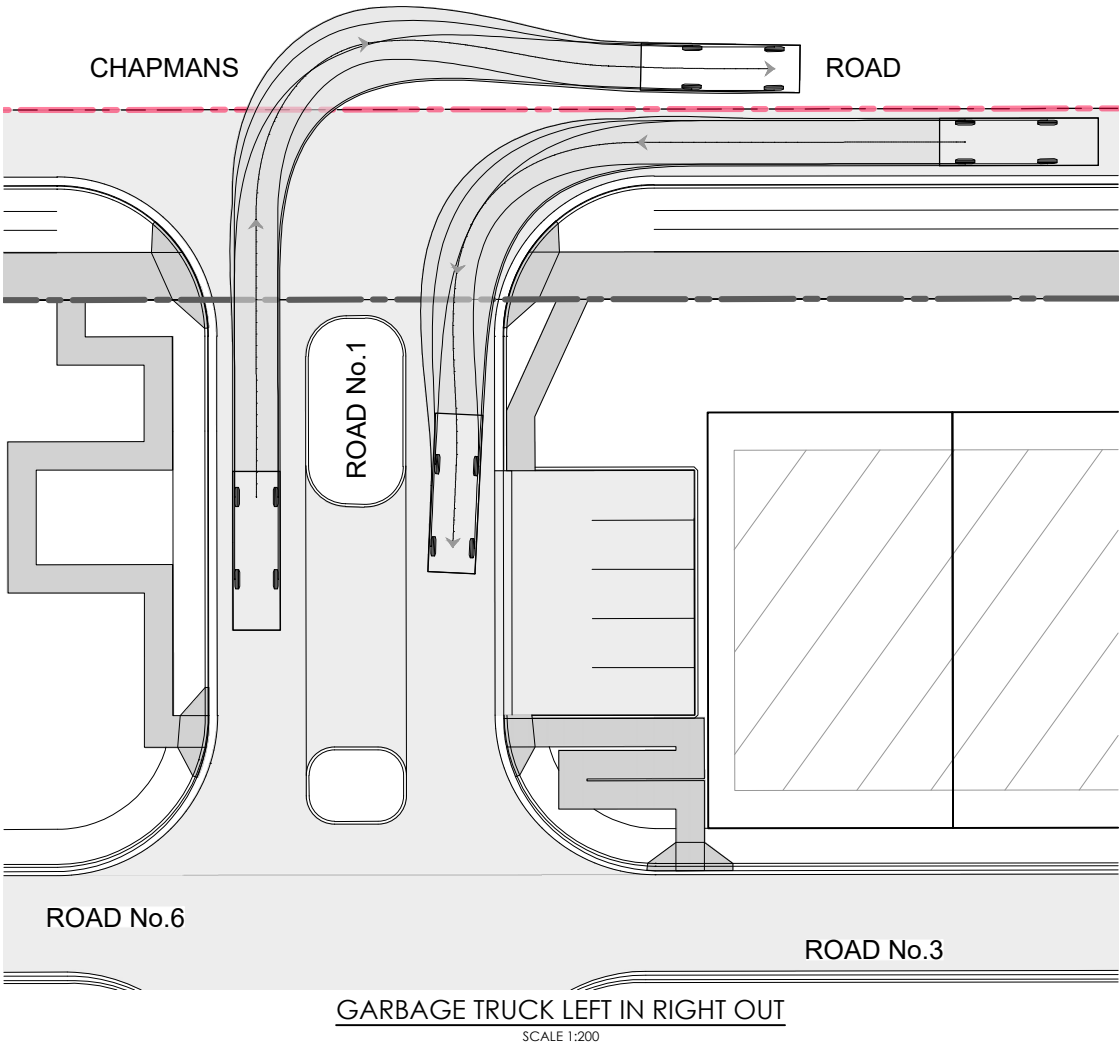 CHAPMANS ROAD
ROAD No.1
ROAD No.6
ROAD No.3
GARBAGE TRUCK LEFT IN RIGHT OUT
SCALE 1:200